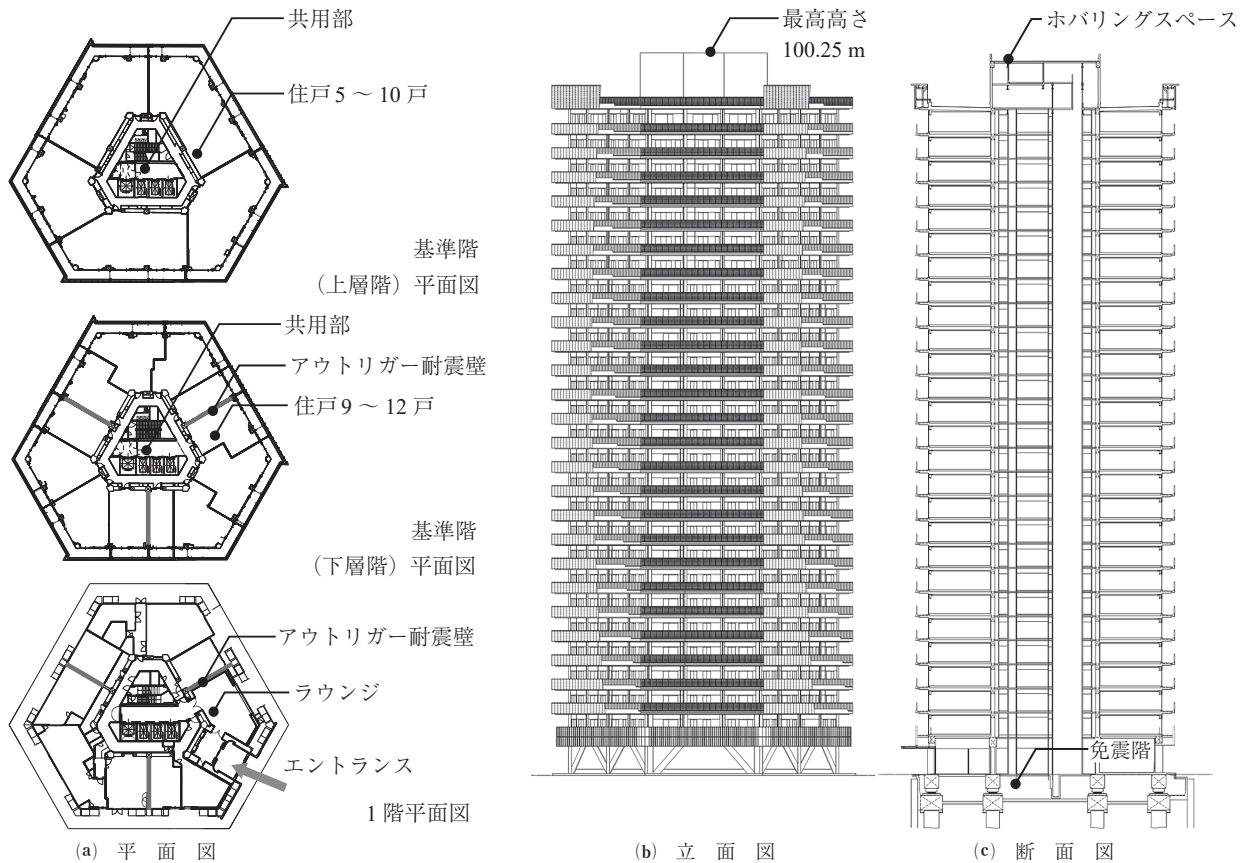 共用部
住戸5～10戸
基準階
(上層階)平面図
共用部
アウトリガー耐震壁
住戸9～12戸
基準階
(下層階)平面図
アウトリガー耐震壁
ラウンジ
エントランス
1階平面図
(a) 平面図
最高高さ
100.25 m
(b) 立面図
ホバリングスペース
免震階
(c) 断面図